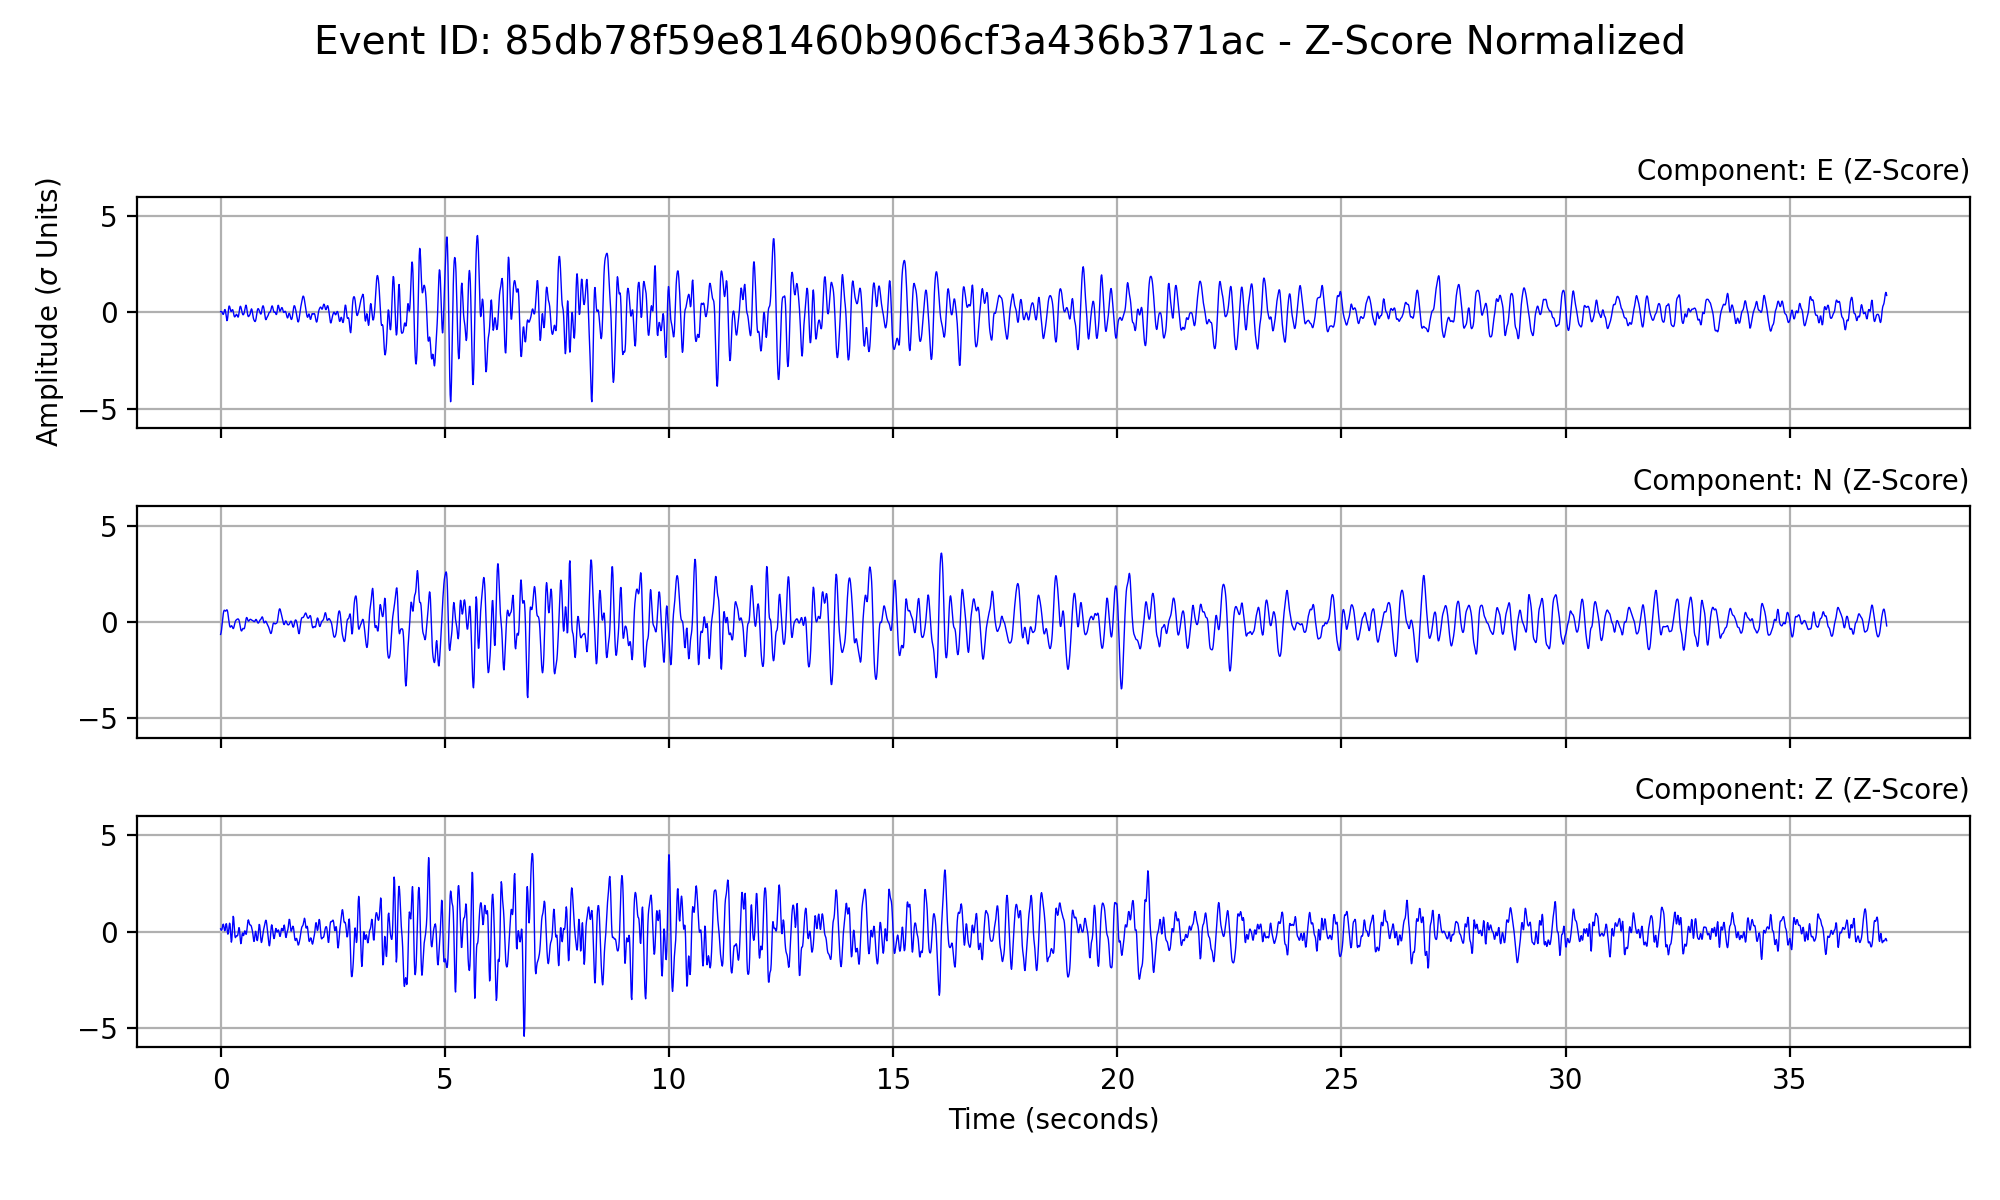 Event ID: 85db78f59e81460b906cf3a436b371ac - Z-Score Normalized
Component: E (Z-Score)
Amplitude (σ Units)
5
0
−5
Component: N (Z-Score)
5
0
−5
Component: Z (Z-Score)
5
0
−5
0 5 10 15 20 25 30 35
Time (seconds)